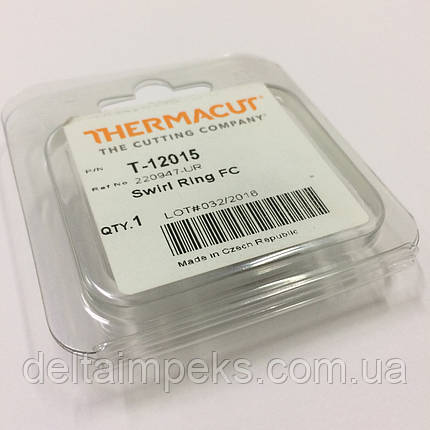 THERMACUT®
THE CUTTING COMPANY®
P/N T-12015
Ref No 220947-UR
Swirl Ring FC
QTY.1
LOT#032/2016
Made in Czech Republic
deltaimpeks.com.ua